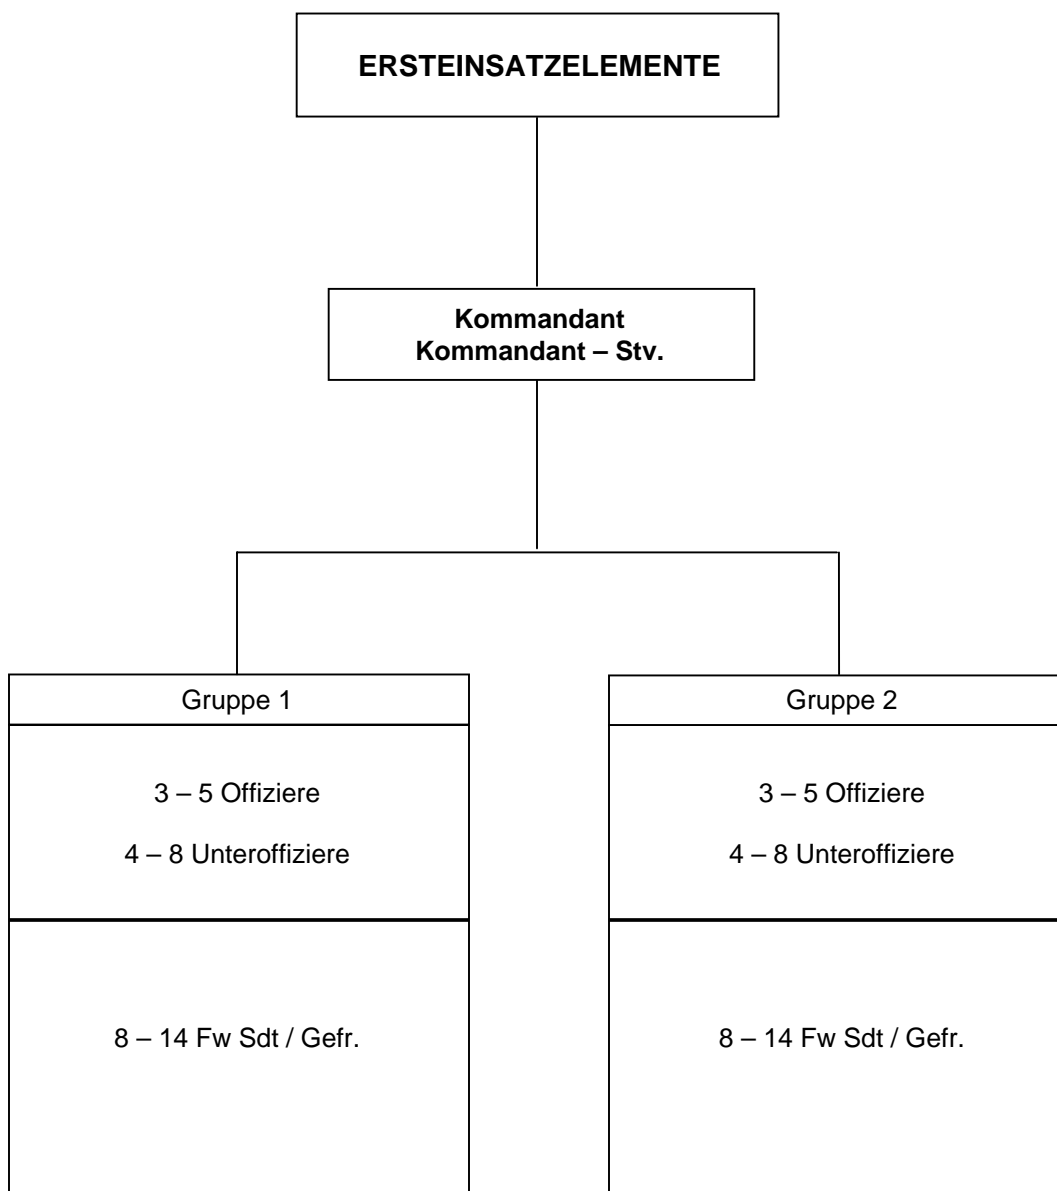 ERSTEINSATZELEMENTE
Kommandant
Kommandant – Stv.
Gruppe 1
3 – 5 Offiziere
4 – 8 Unteroffiziere
8 – 14 Fw Sdt / Gefr.
Gruppe 2
3 – 5 Offiziere
4 – 8 Unteroffiziere
8 – 14 Fw Sdt / Gefr.